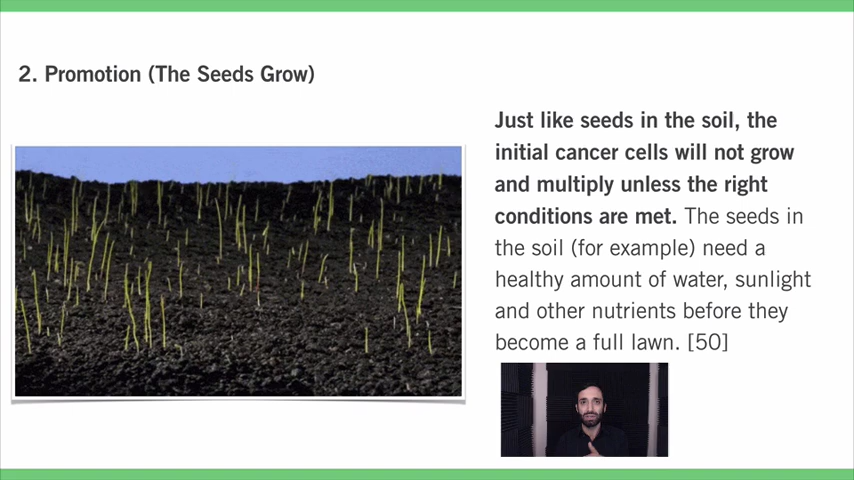 2. Promotion (The Seeds Grow)
Just like seeds in the soil, the
initial cancer cells will not grow
and multiply unless the right
conditions are met. The seeds in
the soil (for example) need a
healthy amount of water, sunlight
and other nutrients before they
become a full lawn. [50]